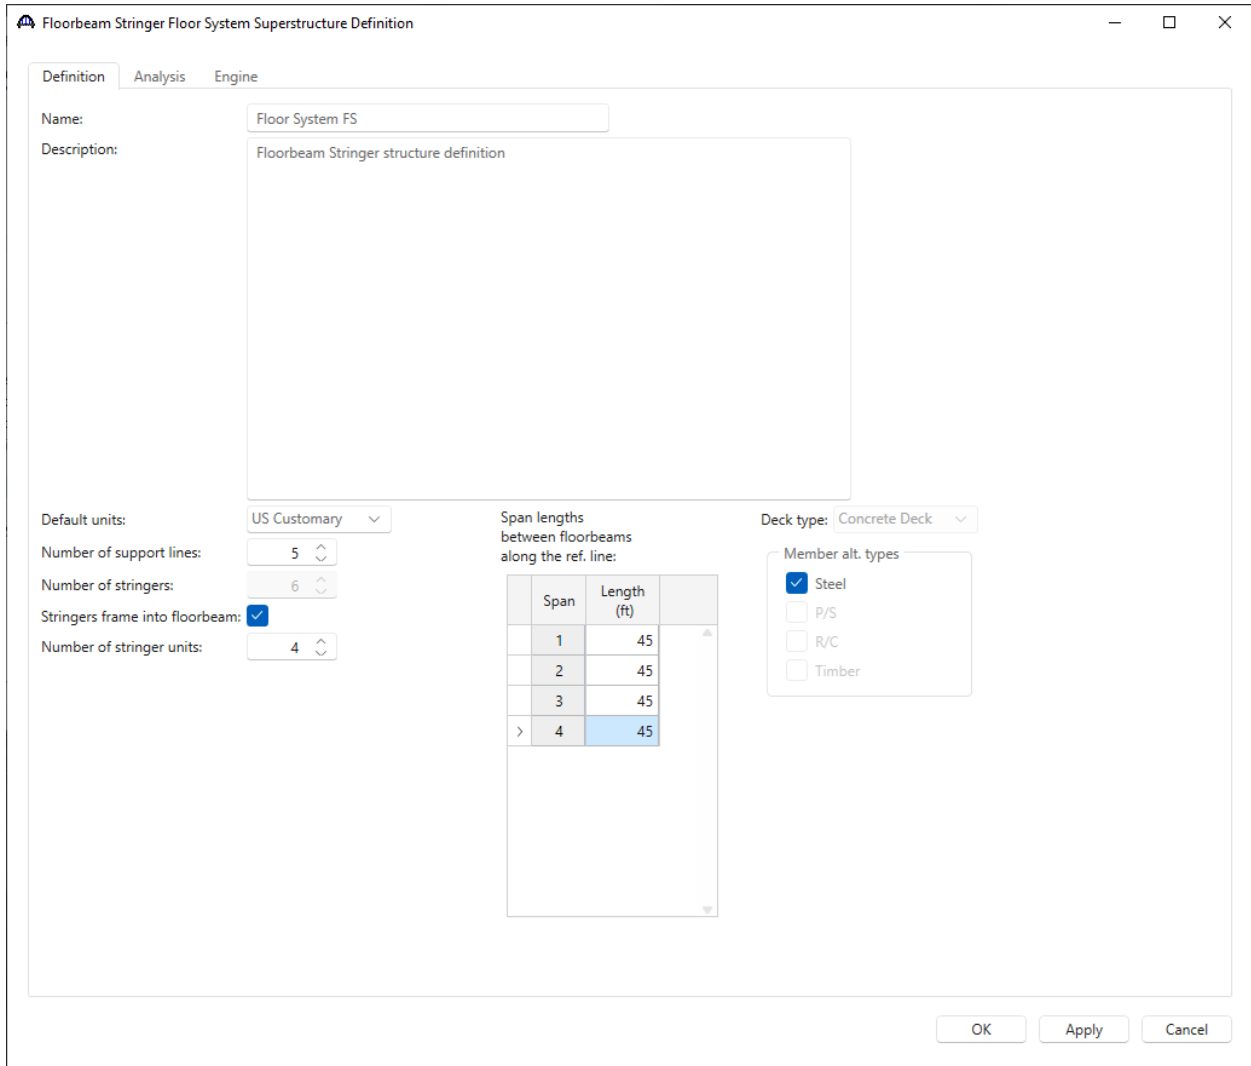 Floorbeam Stringer Floor System Superstructure Definition
Definition Analysis Engine
Name: Floor System FS
Description: Floorbeam Stringer structure definition
Default units: US Customary
Number of support lines: 5
Number of stringers: 6
Stringers frame into floorbeam:
Number of stringer units: 4
Span lengths
between floorbeams
along the ref. line:
Span Length
(ft)
1 45
2 45
3 45
> 4 45
Deck type: Concrete Deck
Member alt. types
Steel
P/S
R/C
Timber
OK Apply Cancel